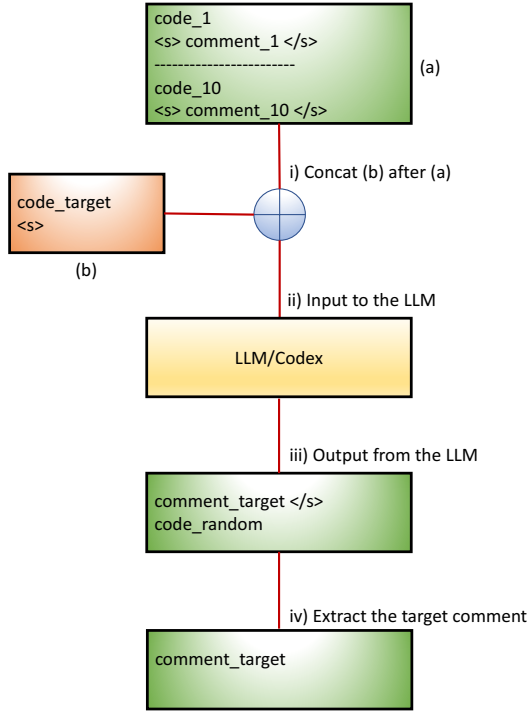 code_1
<s> comment_1 </s>
------------------------
code_10
<s> comment_10 </s>
(a)
i) Concat (b) after (a)
code_target
<s>
(b)
ii) Input to the LLM
LLM/Codex
iii) Output from the LLM
comment_target </s>
code_random
iv) Extract the target comment
comment_target